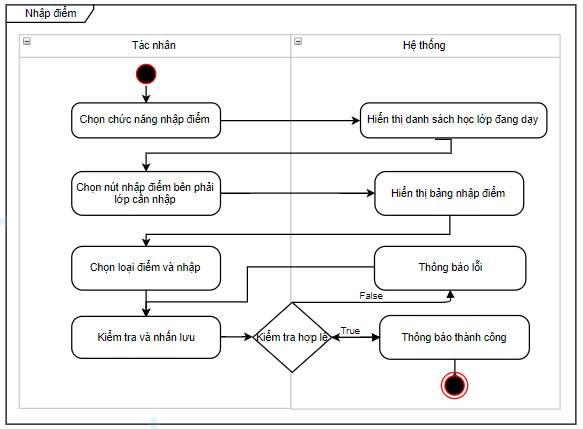 Nhập điểm
Tác nhân
Hệ thống
Chọn chức năng nhập điểm
Hiển thị danh sách học lớp đang dạy
Chọn nút nhập điểm bên phải
lớp cần nhập
Hiển thị bảng nhập điểm
Chọn loại điểm và nhập
Thông báo lỗi
False
Kiểm tra và nhấn lưu
Kiểm tra hợp lê
True
Thông báo thành công